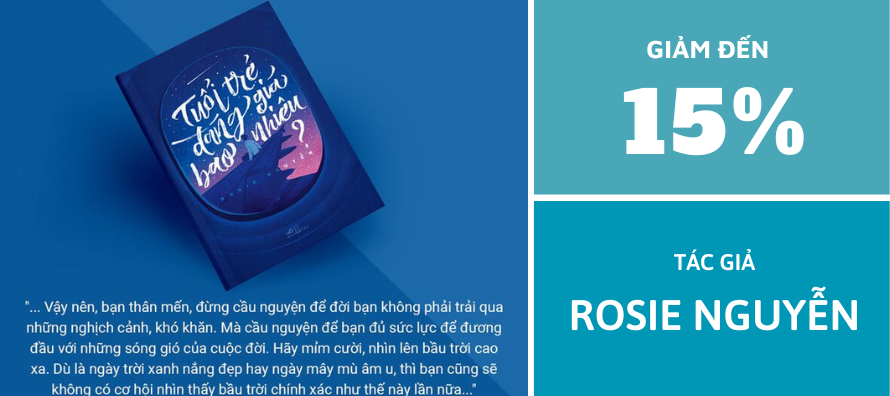 Tuổi trẻ
đáng giá
bao nhiêu
?
"... Vậy nên, bạn thân mến, đừng cầu nguyện để đời bạn không phải trải qua
những nghịch cảnh, khó khăn. Mà cầu nguyện để bạn đủ sức lực để đương
đầu với những sóng gió của cuộc đời. Hãy mỉm cười, nhìn lên bầu trời cao
xa. Dù là ngày trời xanh nắng đẹp hay ngày mây mù âm u, thì bạn cũng sẽ
không có cơ hội nhìn thấy bầu trời chính xác như thế này lần nữa..."
GIẢM ĐẾN
15%
TÁC GIẢ
ROSIE NGUYỄN